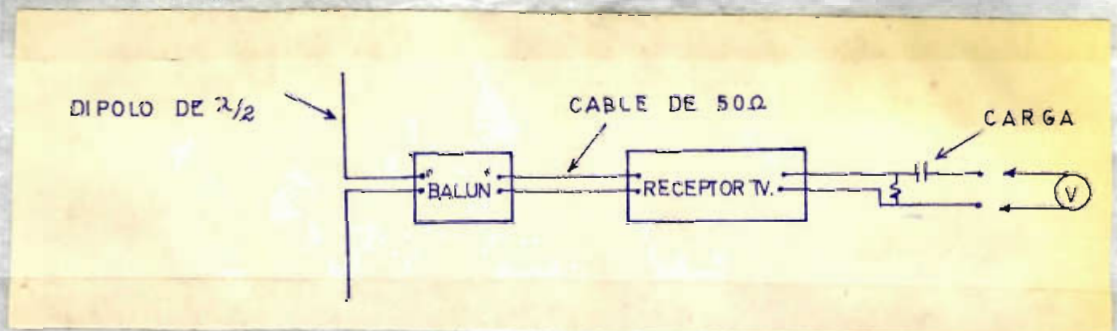 DIPOLO DE λ/2
CABLE DE 50Ω
CARGA
BALUN
RECEPTOR TV.
V